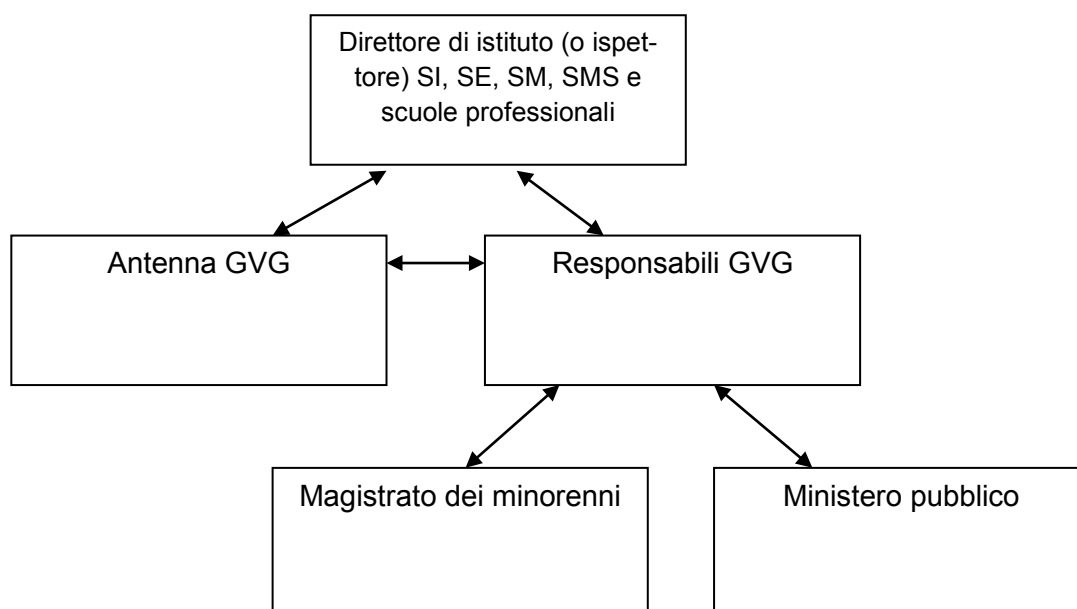 Direttore di istituto (o ispet-
tore) SI, SE, SM, SMS e
scuole professionali
Antenna GVG
Responsabili GVG
Magistrato dei minorenni
Ministero pubblico